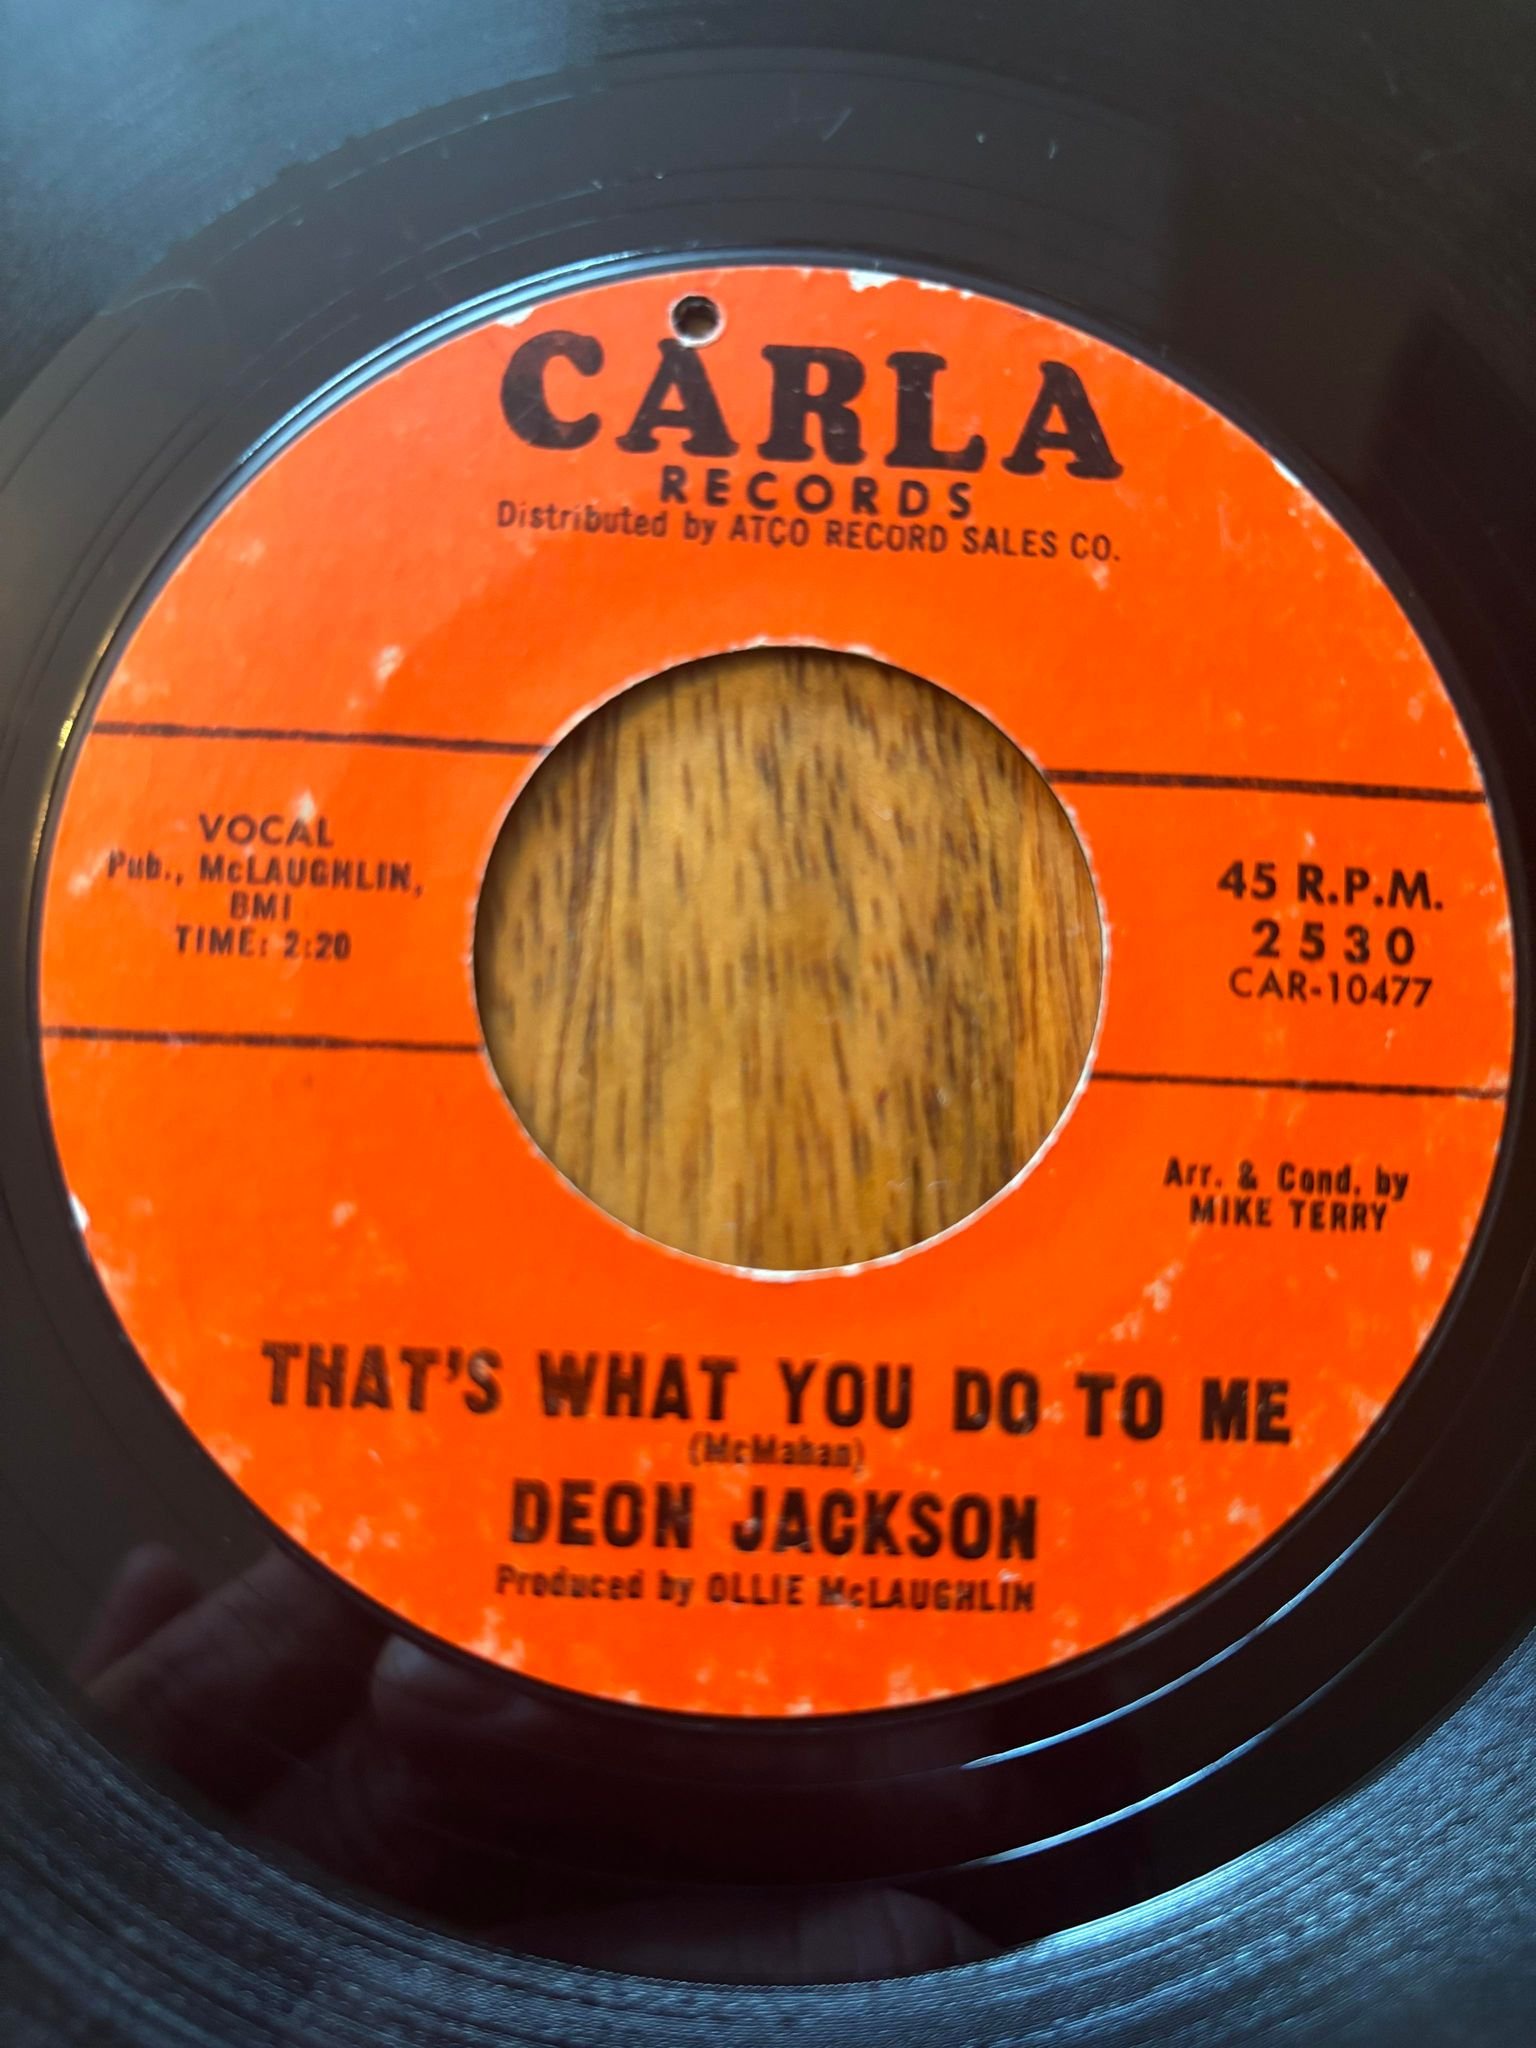 CARLA
RECORDS
Distributed by ATCO RECORD SALES CO.
VOCAL
Pub., McLAUGHLIN,
BMI
TIME: 2:20
45 R.P.M.
2530
CAR-10477
Arr. & Cond. by
MIKE TERRY
THAT'S WHAT YOU DO TO ME
(McMahan)
DEON JACKSON
Produced by OLLIE McLAUGHLIN